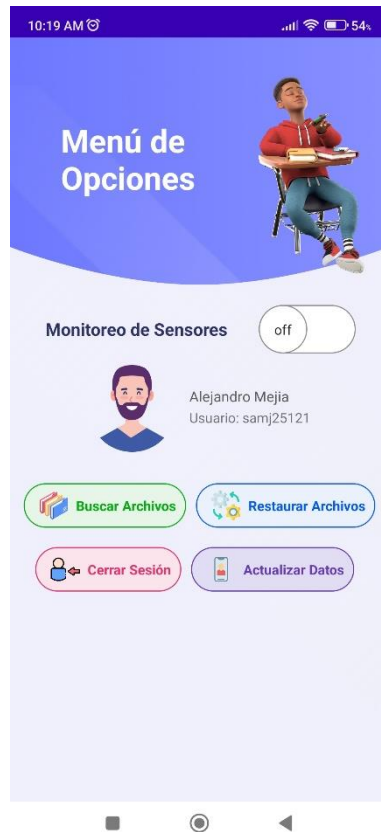 10:19 AM 54%
Menú de
Opciones
Monitoreo de Sensores off
Alejandro Mejia
Usuario: samj25121
Buscar Archivos Restaurar Archivos
Cerrar Sesión Actualizar Datos